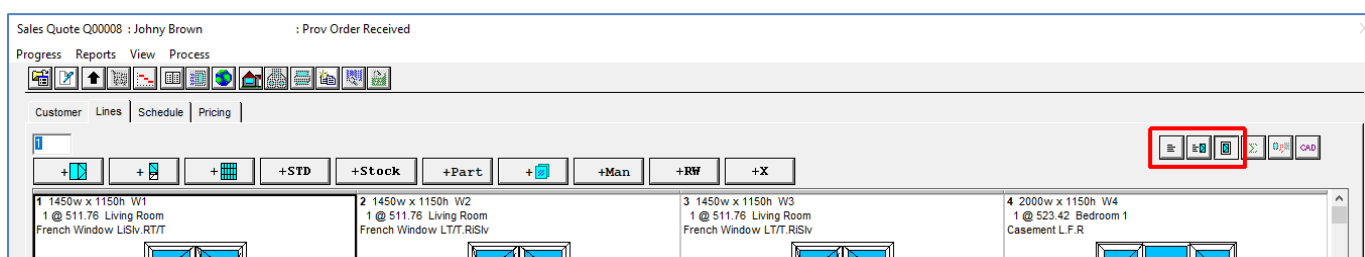 Sales Quote Q00008 : Johny Brown : Prov Order Received
Progress Reports View Process
Customer Lines Schedule Pricing
1
CAD
+ + + +STD +Stock +Part + +Man +RW +X
1 1450w x 1150h W1
1 @ 511.76 Living Room
French Window LiSlv.RT/T
2 1450w x 1150h W2
1 @ 511.76 Living Room
French Window LT/T.RiSlv
3 1450w x 1150h W3
1 @ 511.76 Living Room
French Window LT/T.RiSlv
4 2000w x 1150h W4
1 @ 523.42 Bedroom 1
Casement L.F.R